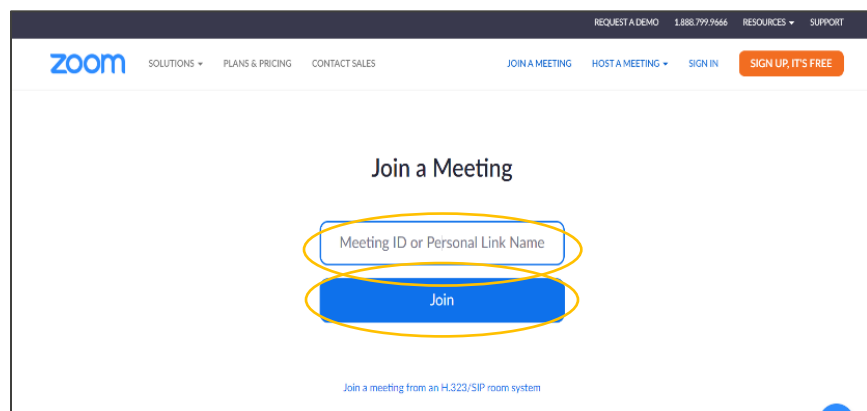 REQUEST A DEMO 1.888.799.9666 RESOURCES SUPPORT
zoom SOLUTIONS PLANS & PRICING CONTACT SALES JOIN A MEETING HOST A MEETING SIGN IN SIGN UP, IT'S FREE
Join a Meeting
Meeting ID or Personal Link Name
Join
Join a meeting from an H.323/SIP room system